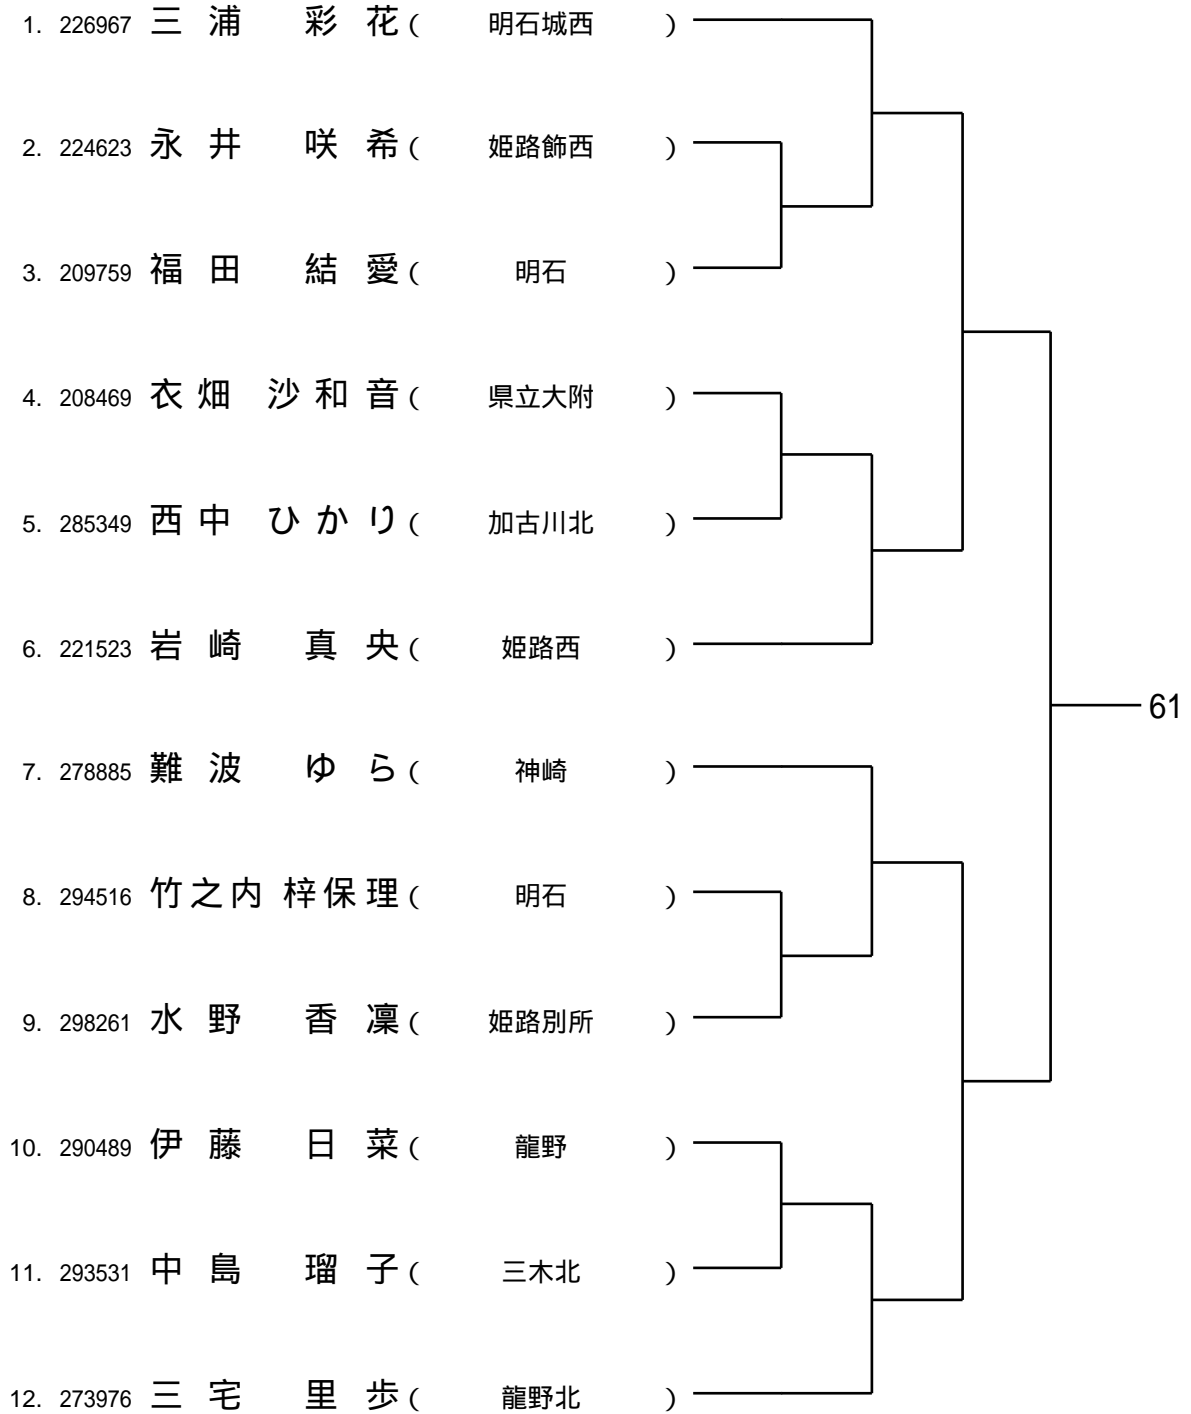 1. 226967 三浦 彩花 ( 明石城西 )
2. 224623 永井 咲希 ( 姫路飾西 )
3. 209759 福田 結愛 ( 明石 )
4. 208469 衣畑 沙和音 ( 県立大附 )
5. 285349 西中 ひかり ( 加古川北 )
6. 221523 岩崎 真央 ( 姫路西 )
61
7. 278885 難波 ゆら ( 神崎 )
8. 294516 竹之内 梓保理 ( 明石 )
9. 298261 水野 香凜 ( 姫路別所 )
10. 290489 伊藤 日菜 ( 龍野 )
11. 293531 中島 瑠子 ( 三木北 )
12. 273976 三宅 里歩 ( 龍野北 )